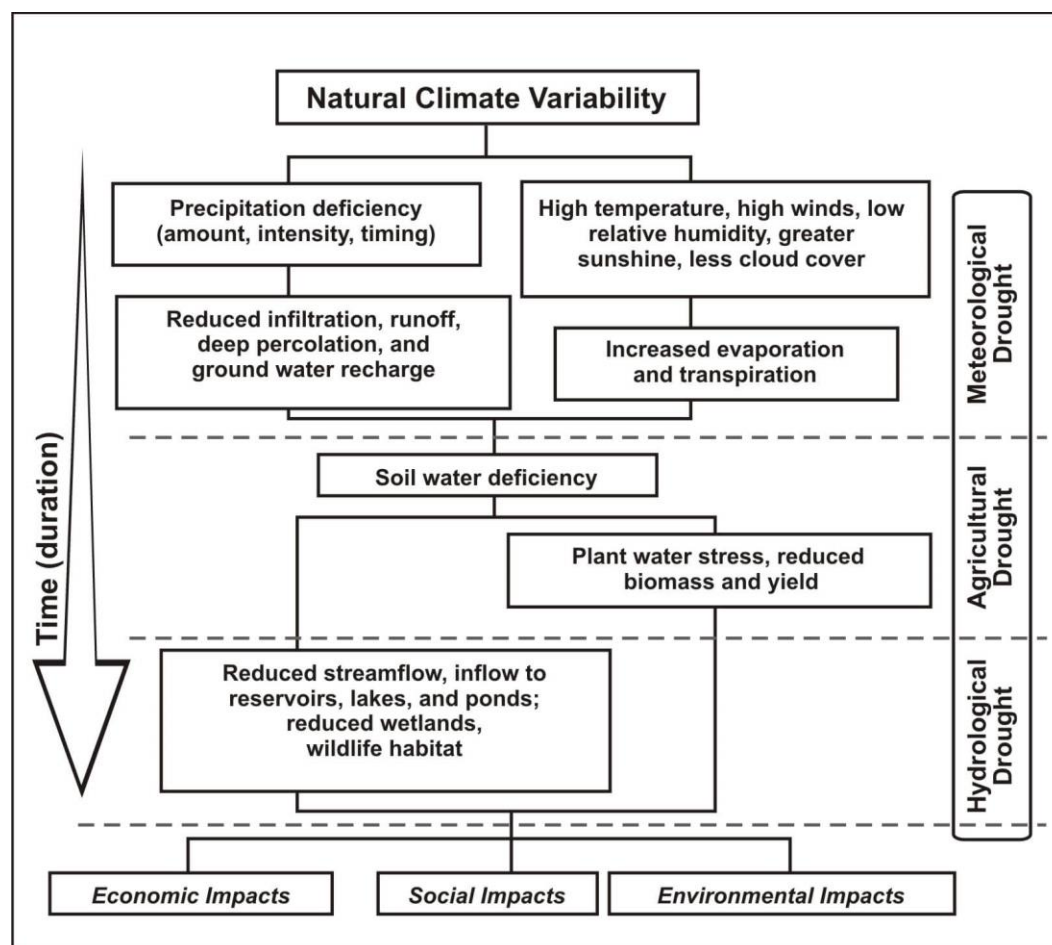 Natural Climate Variability
Precipitation deficiency
(amount, intensity, timing)
High temperature, high winds, low
relative humidity, greater
sunshine, less cloud cover
Reduced infiltration, runoff,
deep percolation, and
ground water recharge
Increased evaporation
and transpiration
Meteorological
Drought
Time (duration)
Soil water deficiency
Plant water stress, reduced
biomass and yield
Agricultural
Drought
Reduced streamflow, inflow to
reservoirs, lakes, and ponds;
reduced wetlands,
wildlife habitat
Hydrological
Drought
Economic Impacts
Social Impacts
Environmental Impacts